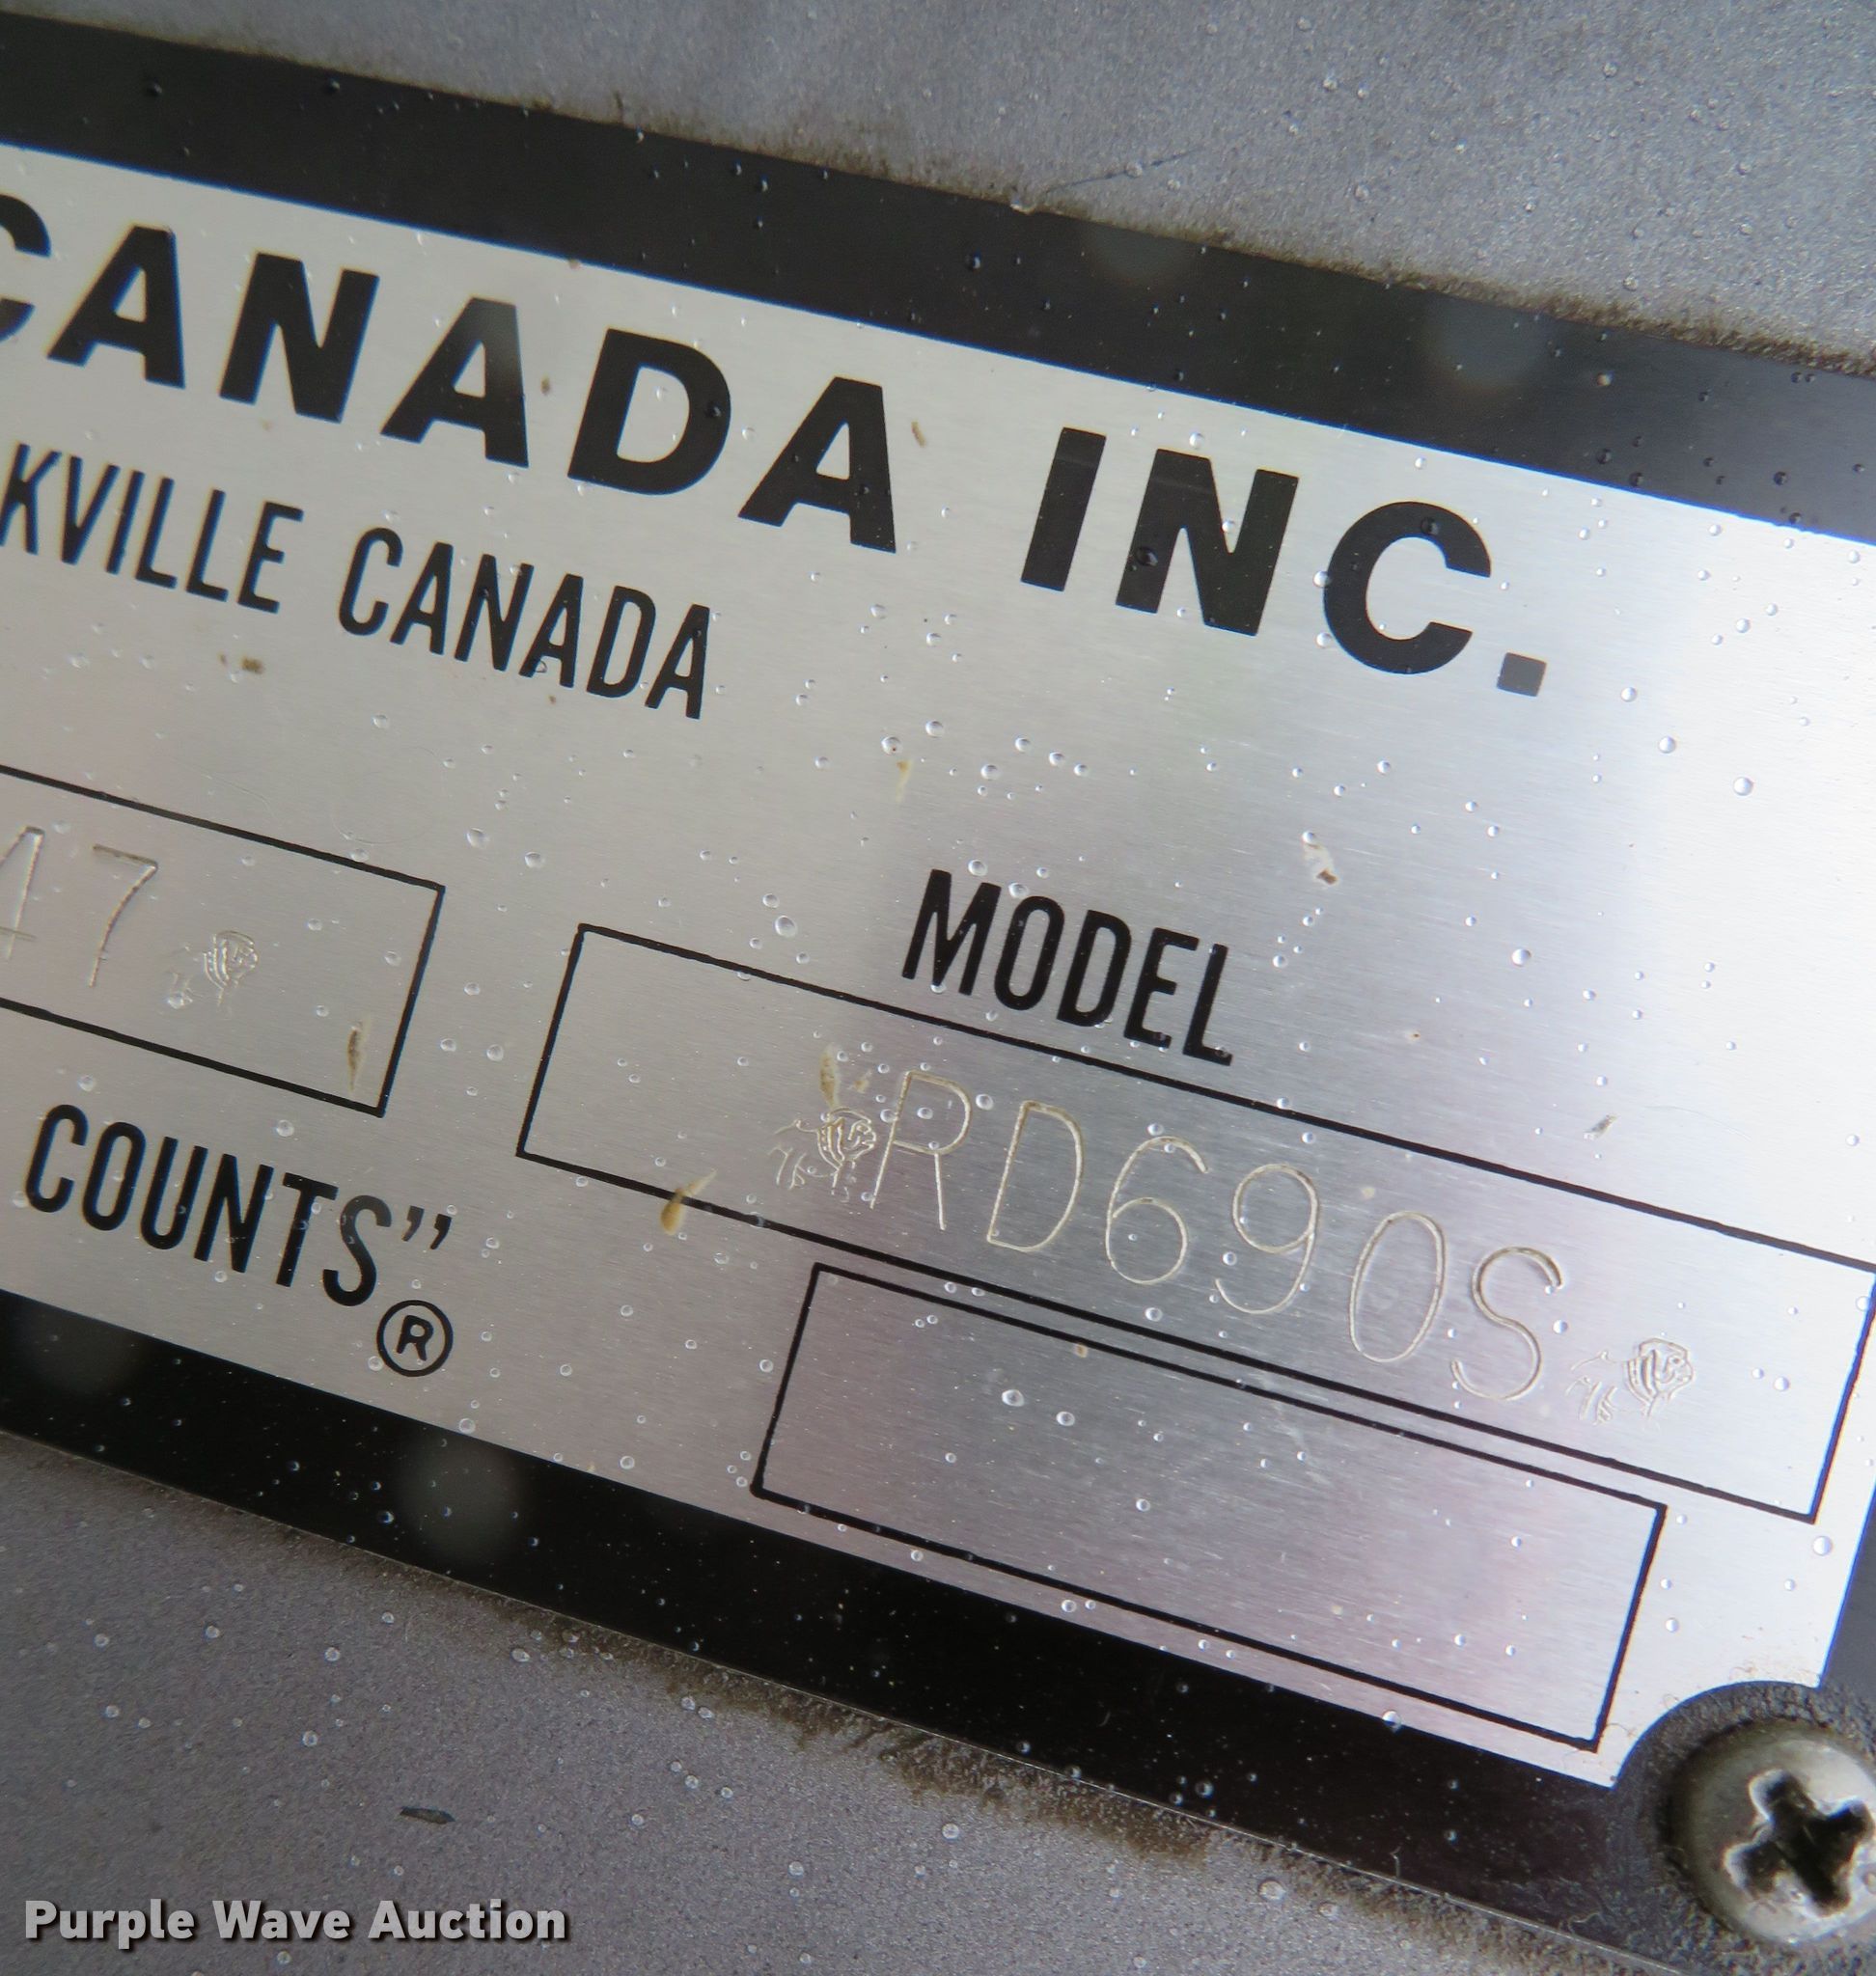 CANADA INC.
KVILLE CANADA
MODEL
47
RD690S
COUNTS”®
Purple Wave Auction